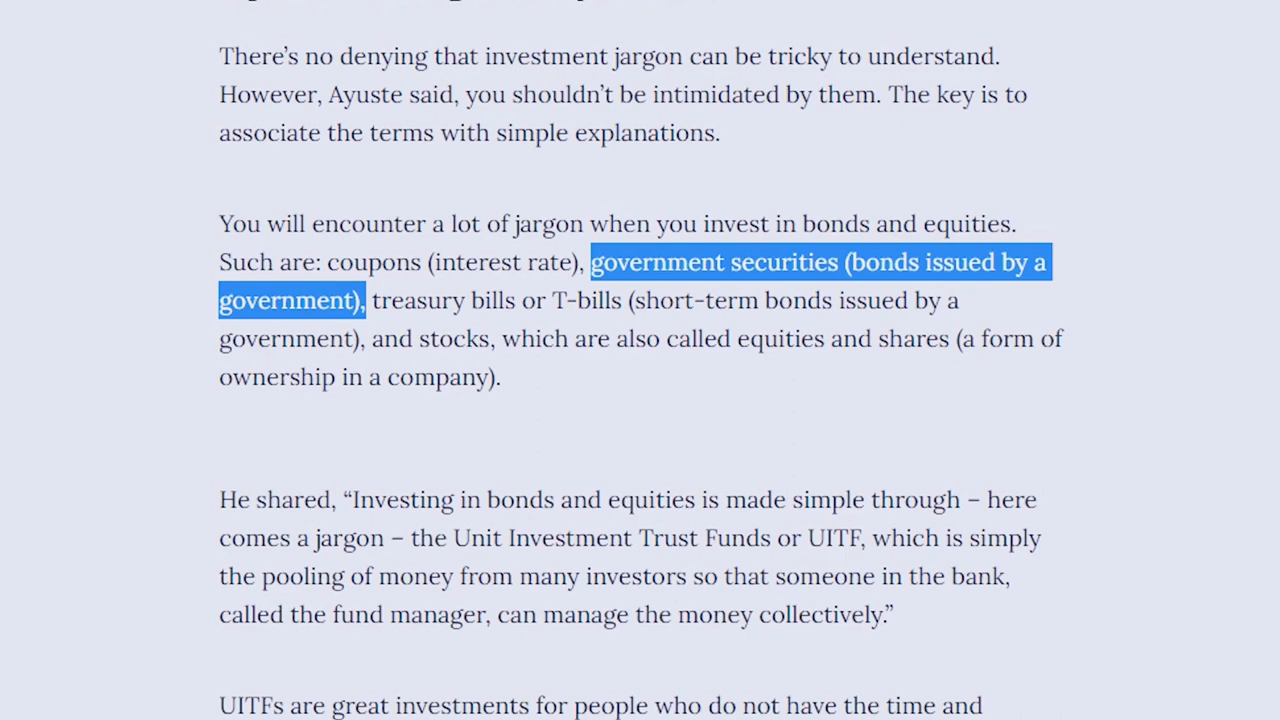 There’s no denying that investment jargon can be tricky to understand.
However, Ayuste said, you shouldn’t be intimidated by them. The key is to
associate the terms with simple explanations.
You will encounter a lot of jargon when you invest in bonds and equities.
Such are: coupons (interest rate), government securities (bonds issued by a
government), treasury bills or T-bills (short-term bonds issued by a
government), and stocks, which are also called equities and shares (a form of
ownership in a company).
He shared, “Investing in bonds and equities is made simple through – here
comes a jargon – the Unit Investment Trust Funds or UITF, which is simply
the pooling of money from many investors so that someone in the bank,
called the fund manager, can manage the money collectively.”
UITFs are great investments for people who do not have the time and